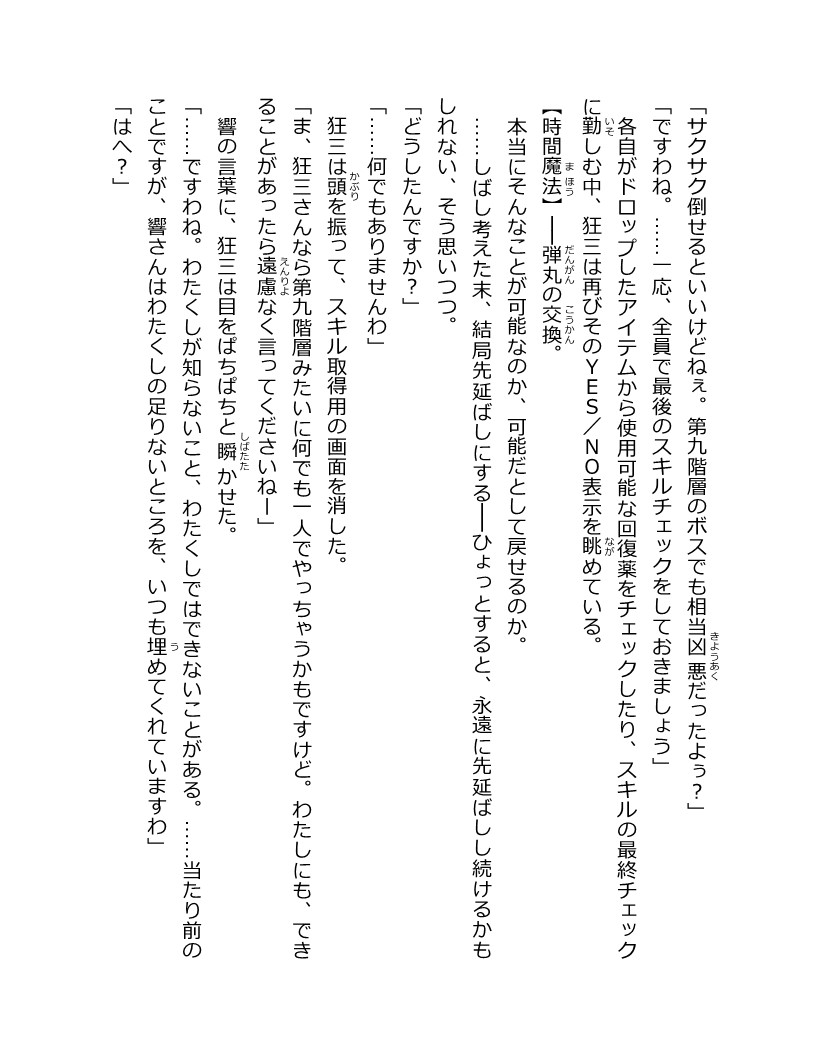 「サクサク倒せるといいけどねぇ。第九階層のボスでも相当凶悪だったよぅ？」
「ですわね。……一応、全員で最後のスキルチェックをしておきましょう」
　各自がドロップしたアイテムから使用可能な回復薬をチェックしたり、スキルの最終チェック
に勤しむ中、狂三は再びそのＹＥＳ／ＮＯ表示を眺めている。
【時間魔法】――弾丸の交換。
　本当にそんなことが可能なのか、可能だとして戻せるのか。
　……しばし考えた末、結局先延ばしにする――ひょっとすると、永遠に先延ばしし続けるかも
しれない、そう思いつつ。
「どうしたんですか？」
「……何でもありませんわ」
　狂三は頭を振って、スキル取得用の画面を消した。
「ま、狂三さんなら第九階層みたいに何でも一人でやっちゃうかもですけど。わたしにも、でき
ることがあったら遠慮なく言ってくださいねー」
　響の言葉に、狂三は目をぱちぱちと瞬かせた。
「……ですわね。わたくしが知らないこと、わたくしではできないことがある。……当たり前の
ことですが、響さんはわたくしの足りないところを、いつも埋めてくれていますわ」
「はへ？」